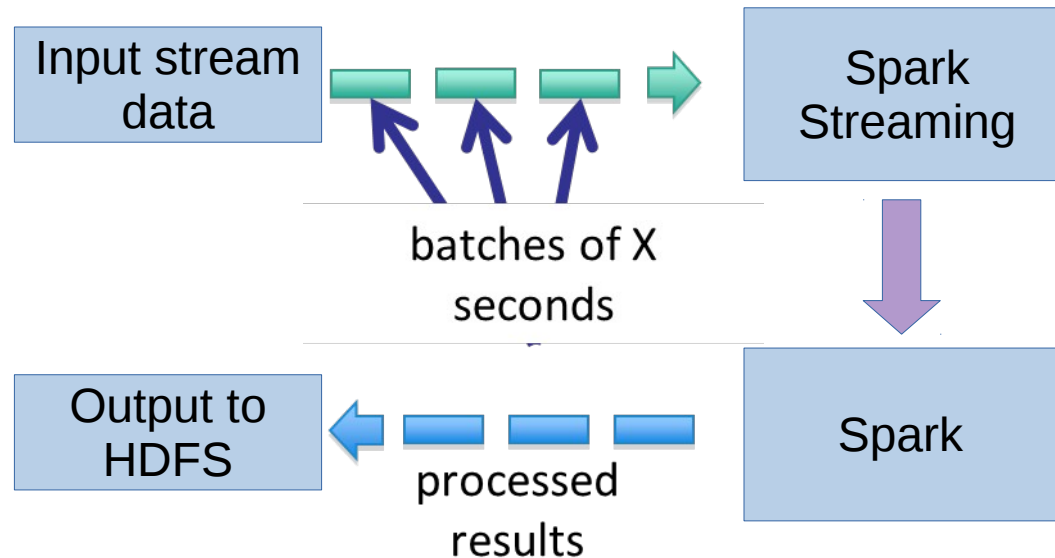 Input stream
data
Spark
Streaming
batches of X
seconds
Output to
HDFS
Spark
processed
results